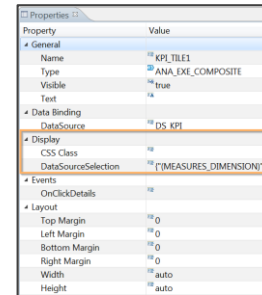 Properties
Property Value
General
Name KPI_TILE1
Type ANA_EXE_COMPOSITE
Visible true
Text
Data Binding
DataSource DS_KPI
Display
CSS Class
DataSourceSelection {"(MEASURES_DIMENSION)"
Events
OnClickDetails
Layout
Top Margin 0
Left Margin 0
Bottom Margin 0
Right Margin 0
Width auto
Height auto